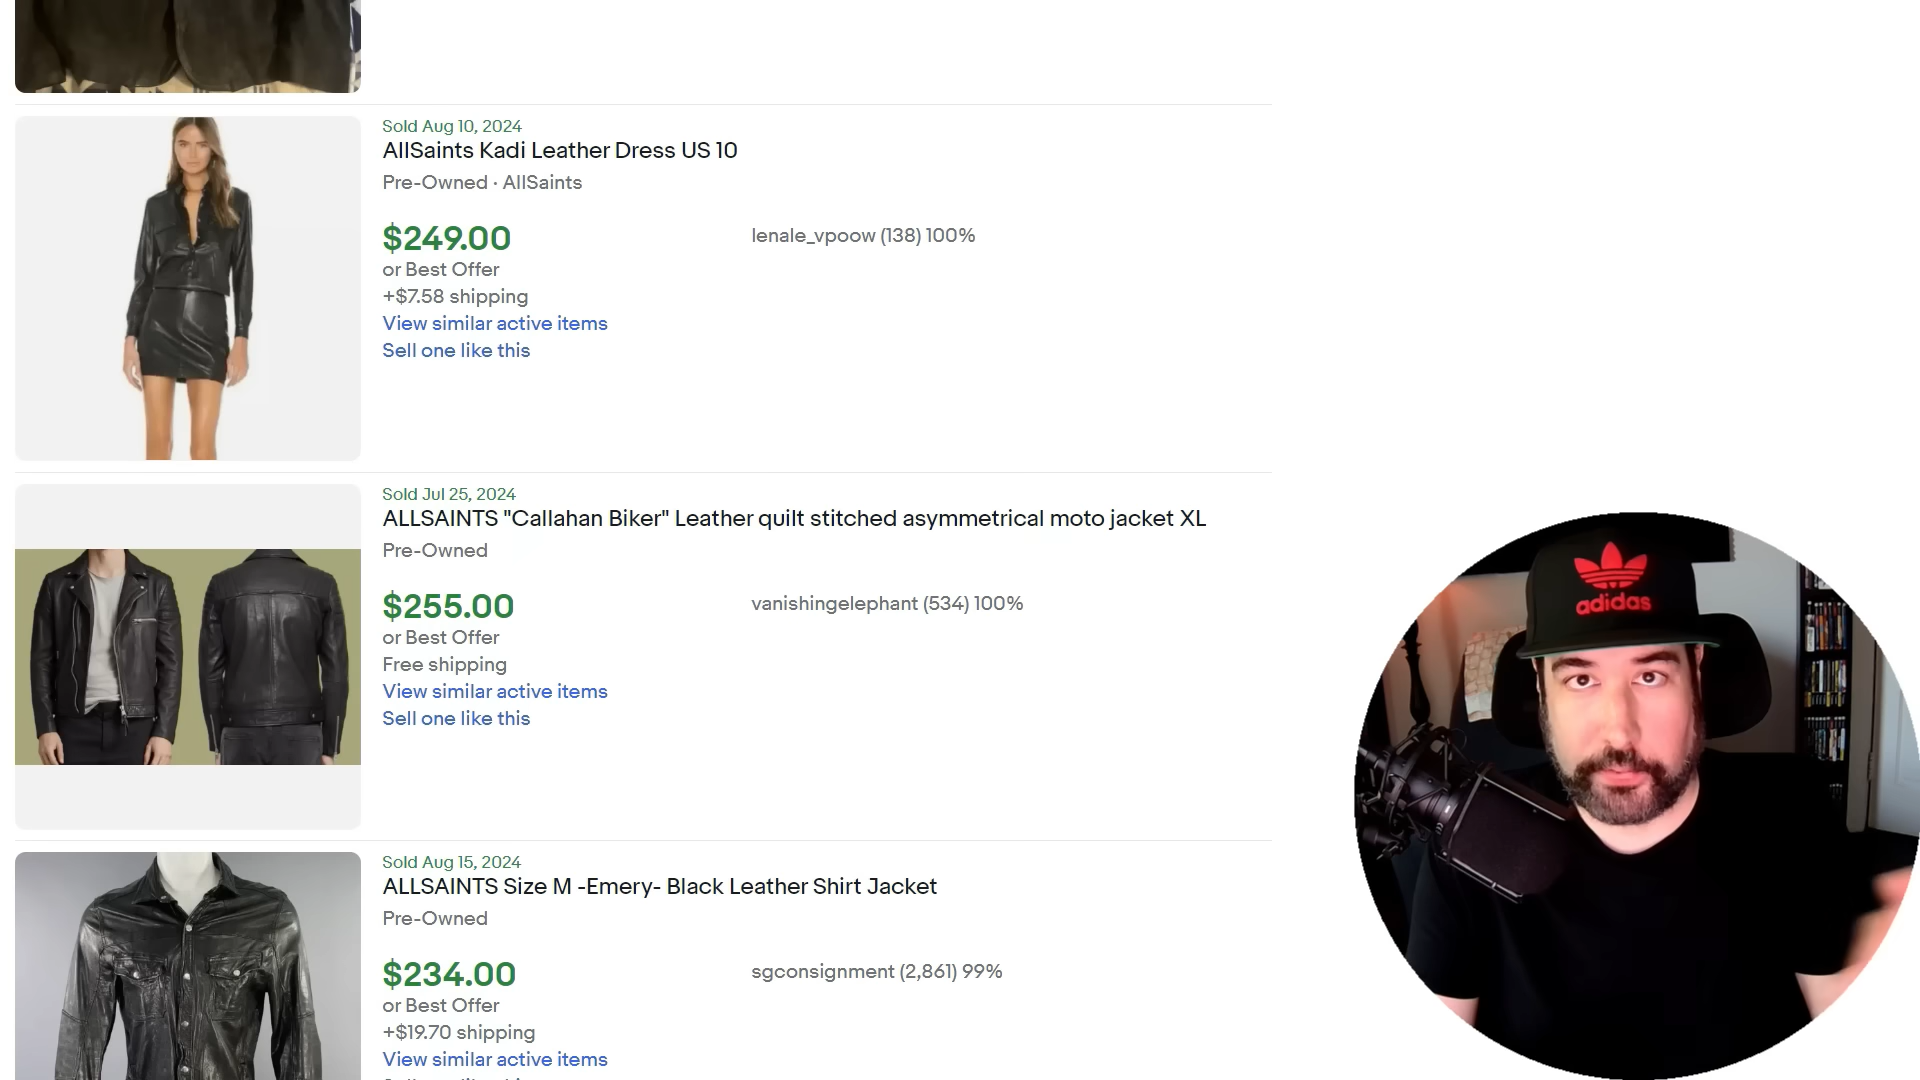 Sold Aug 10, 2024
AllSaints Kadi Leather Dress US 10
Pre-Owned · AllSaints
$249.00
lenale_vpoow (138) 100%
or Best Offer
+$7.58 shipping
View similar active items
Sell one like this
Sold Jul 25, 2024
ALLSAINTS "Callahan Biker" Leather quilt stitched asymmetrical moto jacket XL
Pre-Owned
$255.00
vanishingelephant (534) 100%
or Best Offer
Free shipping
View similar active items
Sell one like this
adidas
Sold Aug 15, 2024
ALLSAINTS Size M -Emery- Black Leather Shirt Jacket
Pre-Owned
$234.00
sgconsignment (2,861) 99%
or Best Offer
+$19.70 shipping
View similar active items